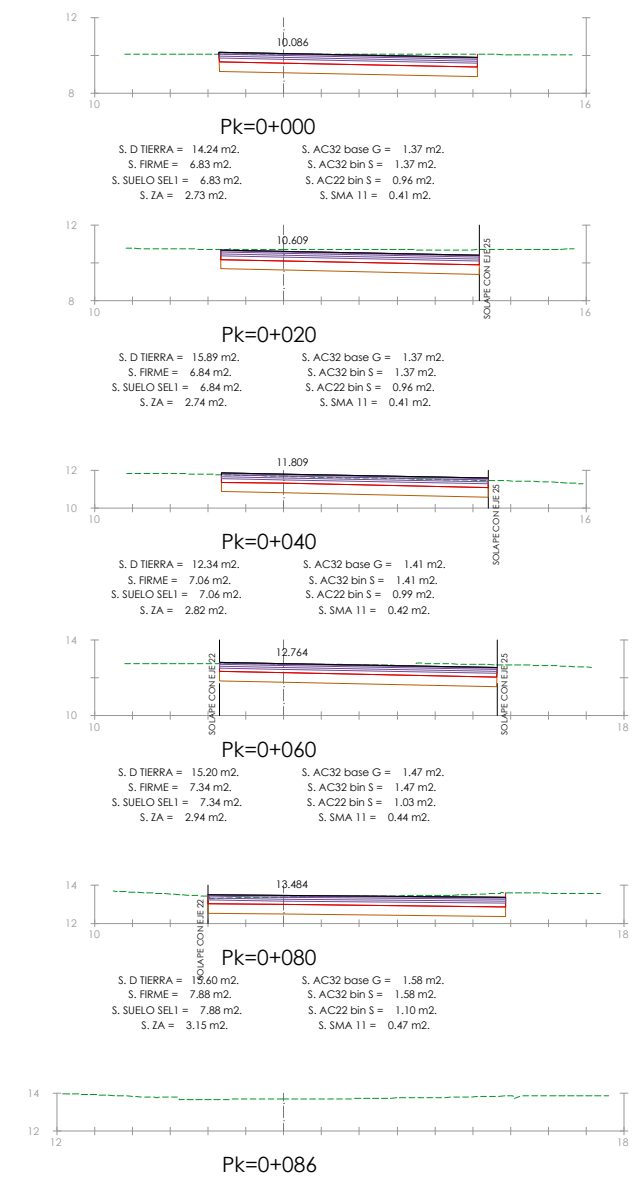 12
10.086
8
10
16
Pk=0+000
S. D TIERRA = 14.24 m2. S. AC32 base G = 1.37 m2.
S. FIRME = 6.83 m2. S. AC32 bin S = 1.37 m2.
S. SUELO SEL1 = 6.83 m2. S. AC22 bin S = 0.96 m2.
S. ZA = 2.73 m2. S. SMA 11 = 0.41 m2.
12
10.609
SOLAPE CON EJE 25
8
10
16
Pk=0+020
S. D TIERRA = 15.89 m2. S. AC32 base G = 1.37 m2.
S. FIRME = 6.84 m2. S. AC32 bin S = 1.37 m2.
S. SUELO SEL1 = 6.84 m2. S. AC22 bin S = 0.96 m2.
S. ZA = 2.74 m2. S. SMA 11 = 0.41 m2.
11.809
12
SOLAPE CON EJE 25
10
10
16
Pk=0+040
S. D TIERRA = 12.34 m2. S. AC32 base G = 1.41 m2.
S. FIRME = 7.06 m2. S. AC32 bin S = 1.41 m2.
S. SUELO SEL1 = 7.06 m2. S. AC22 bin S = 0.99 m2.
S. ZA = 2.82 m2. S. SMA 11 = 0.42 m2.
14
12.764
SOLAPE CON EJE 22
SOLAPE CON EJE 25
10
10
18
Pk=0+060
S. D TIERRA = 15.20 m2. S. AC32 base G = 1.47 m2.
S. FIRME = 7.34 m2. S. AC32 bin S = 1.47 m2.
S. SUELO SEL1 = 7.34 m2. S. AC22 bin S = 1.03 m2.
S. ZA = 2.94 m2. S. SMA 11 = 0.44 m2.
14
13.484
SOLAPE CON EJE 22
12
10
18
Pk=0+080
S. D TIERRA = 15.60 m2. S. AC32 base G = 1.58 m2.
S. FIRME = 7.88 m2. S. AC32 bin S = 1.58 m2.
S. SUELO SEL1 = 7.88 m2. S. AC22 bin S = 1.10 m2.
S. ZA = 3.15 m2. S. SMA 11 = 0.47 m2.
14
12
12
18
Pk=0+086